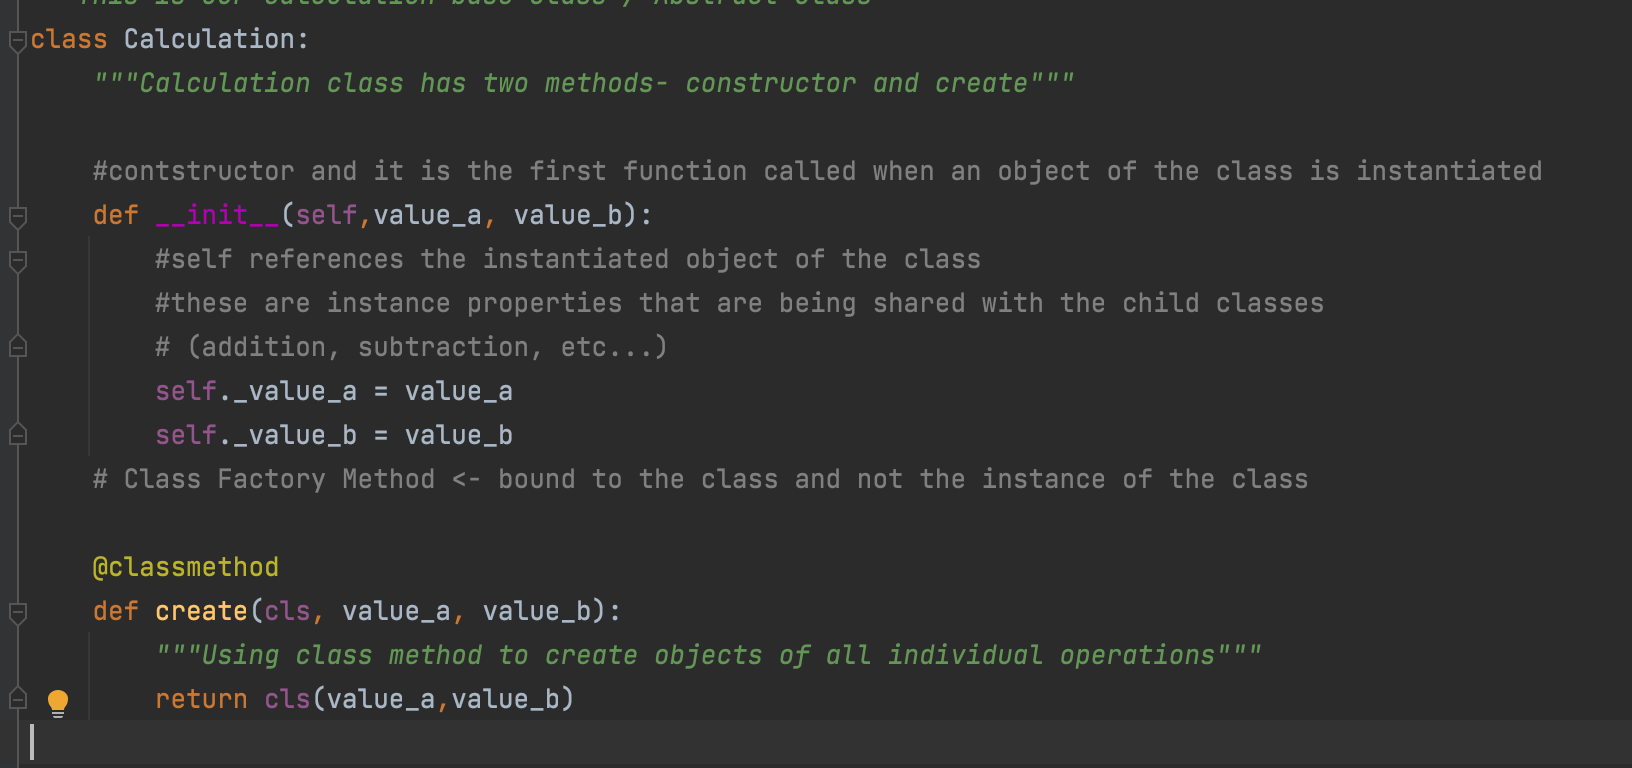 class Calculation:
"""Calculation class has two methods- constructor and create"""
#contstructor and it is the first function called when an object of the class is instantiated
def __init__(self,value_a, value_b):
#self references the instantiated object of the class
#these are instance properties that are being shared with the child classes
# (addition, subtraction, etc...)
self._value_a = value_a
self._value_b = value_b
# Class Factory Method <- bound to the class and not the instance of the class
@classmethod
def create(cls, value_a, value_b):
"""Using class method to create objects of all individual operations"""
return cls(value_a,value_b)